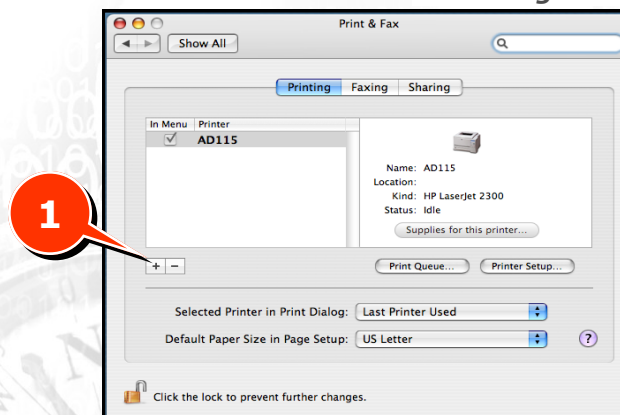 Print & Fax
Show All
Printing Faxing Sharing
In Menu Printer
AD115
Name: AD115
Location:
Kind: HP LaserJet 2300
Status: Idle
Supplies for this printer...
1
+ −
Print Queue... Printer Setup...
Selected Printer in Print Dialog: Last Printer Used
Default Paper Size in Page Setup: US Letter ?
Click the lock to prevent further changes.